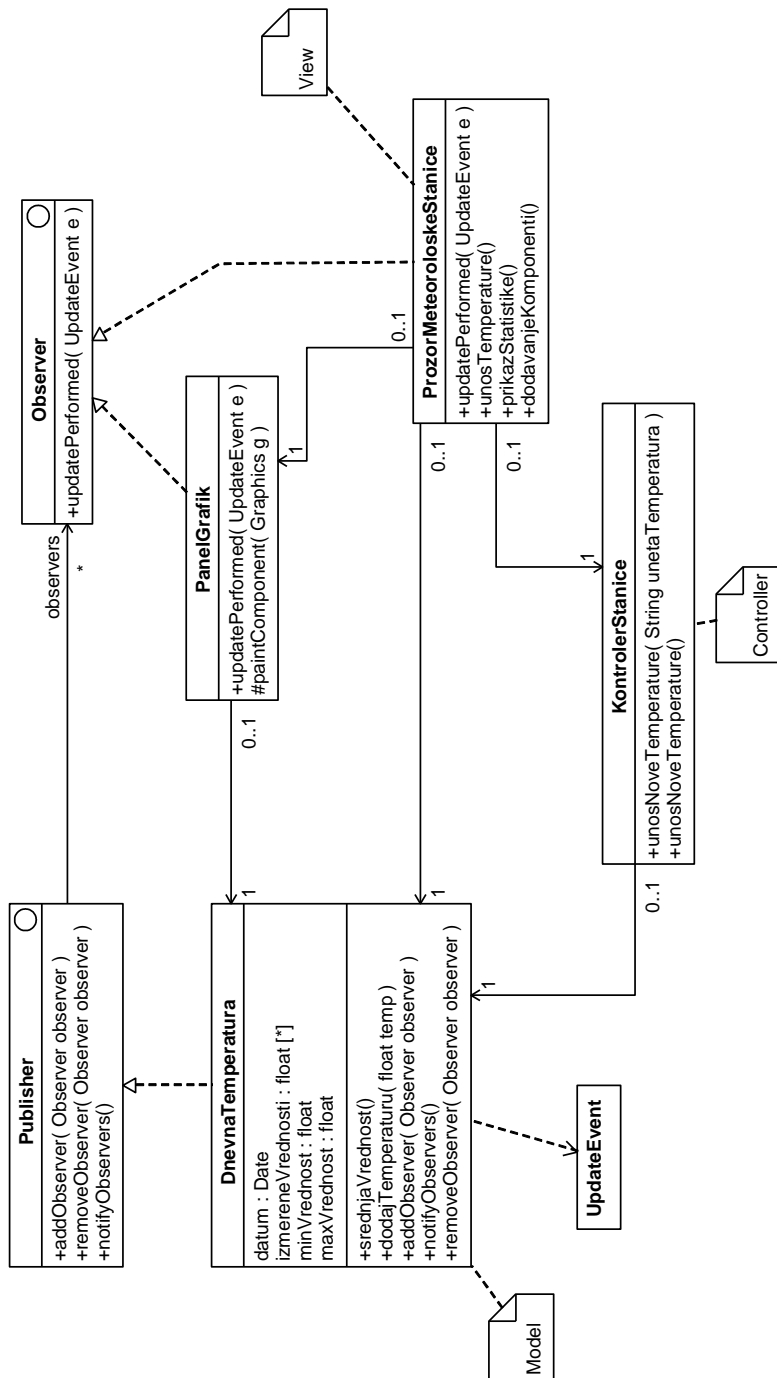 Publisher
+addObserver( Observer observer )
+removeObserver( Observer observer )
+notifyObservers()
observers
*
Observer
+updatePerformed( UpdateEvent e )
DnevnaTemperatura
datum : Date
izmereneVrednosti : float [*]
minVrednost : float
maxVrednost : float
+srednjaVrednost()
+dodajTemperaturu( float temp )
+addObserver( Observer observer )
+notifyObservers()
+removeObserver( Observer observer )
1
0..1
PanelGrafik
+updatePerformed( UpdateEvent e )
#paintComponent( Graphics g )
1
0..1
View
1
0..1
ProzorMeteoroloskeStanice
+updatePerformed( UpdateEvent e )
+unosTemperature()
+prikazStatistike()
+dodavanjeKomponenti()
0..1
1
Model
UpdateEvent
1
0..1
KontrolerStanice
+unosNoveTemperature( String unetaTemperatura )
+unosNoveTemperature()
Controller